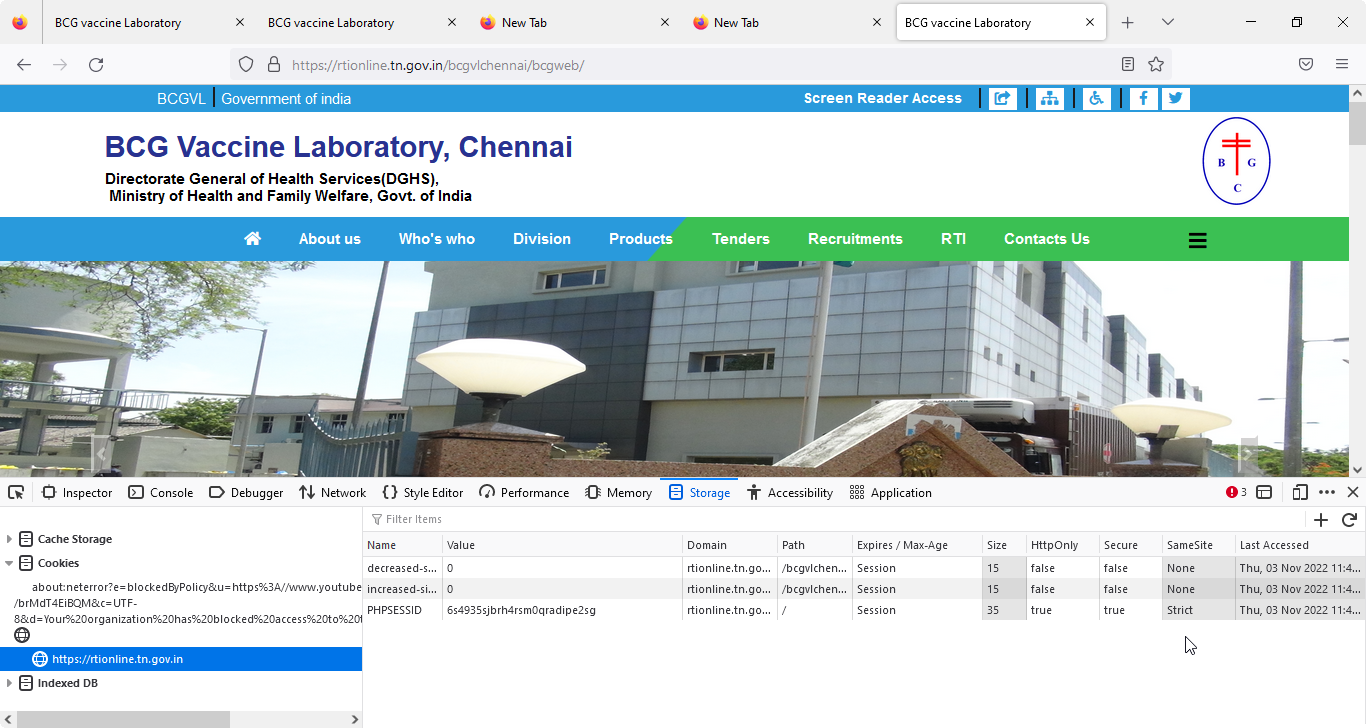 BCG vaccine Laboratory
BCG vaccine Laboratory
New Tab
New Tab
BCG vaccine Laboratory
https://rtionline.tn.gov.in/bcgvlchennai/bcgweb/
BCGVL Government of india
Screen Reader Access
BCG Vaccine Laboratory, Chennai
Directorate General of Health Services(DGHS),
Ministry of Health and Family Welfare, Govt. of India
B G
C
About us Who's who Division Products Tenders Recruitments RTI Contacts Us
Inspector Console Debugger Network Style Editor Performance Memory Storage Accessibility Application 3
Filter Items
Cache Storage
Cookies
about:neterror?e=blockedByPolicy&u=https%3A//www.youtube
/brMdT4EiBQM&c=UTF-
8&d=Your%20organization%20has%20blocked%20access%20to%20
https://rtionline.tn.gov.in
Indexed DB
Name Value Domain Path Expires / Max-Age Size HttpOnly Secure SameSite Last Accessed
decreased-s... 0 rtionline.tn.go... /bcgvlchen... Session 15 false false None Thu, 03 Nov 2022 11:4...
increased-si... 0 rtionline.tn.go... /bcgvlchen... Session 15 false false None Thu, 03 Nov 2022 11:4...
PHPSESSID 6s4935sjbrh4rsm0qradipe2sg rtionline.tn.go... / Session 35 true true Strict Thu, 03 Nov 2022 11:4...